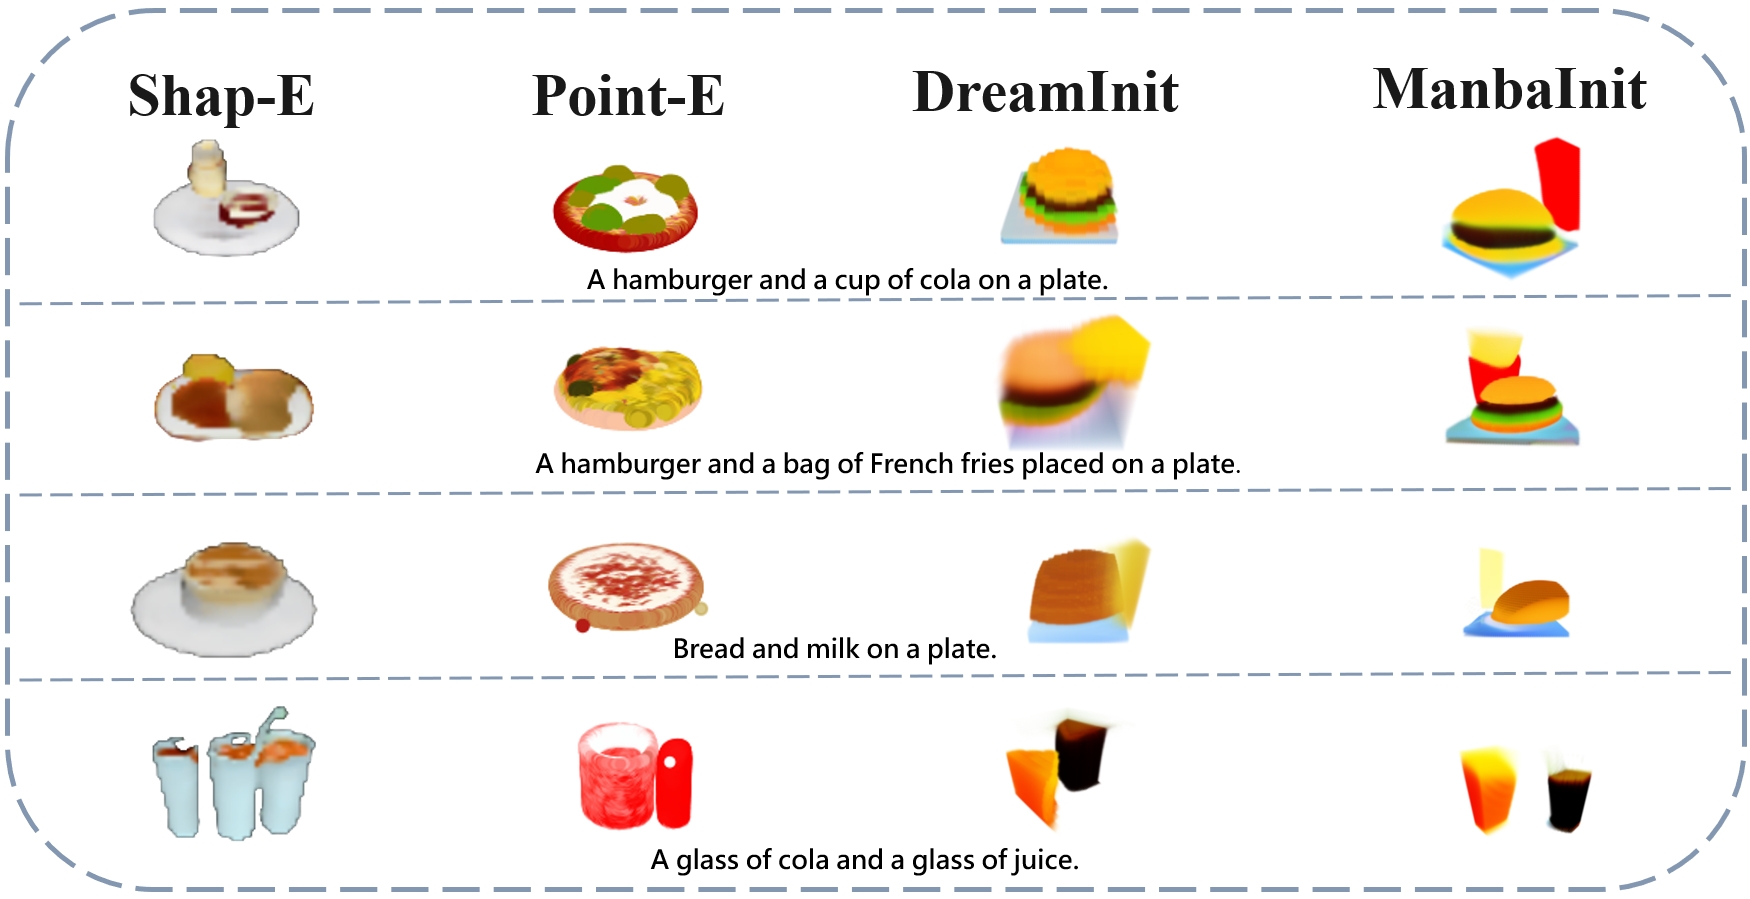 Shap-E
Point-E
DreamInit
ManbaInit
A hamburger and a cup of cola on a plate.
A hamburger and a bag of French fries placed on a plate.
Bread and milk on a plate.
A glass of cola and a glass of juice.